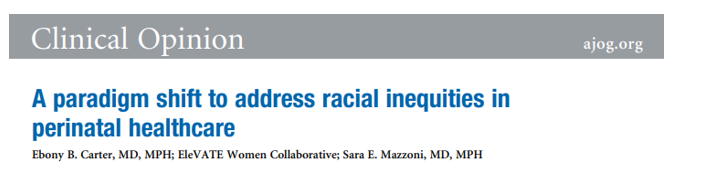 Clinical Opinion
ajog.org
A paradigm shift to address racial inequities in
perinatal healthcare
Ebony B. Carter, MD, MPH; EleVATE Women Collaborative; Sara E. Mazzoni, MD, MPH